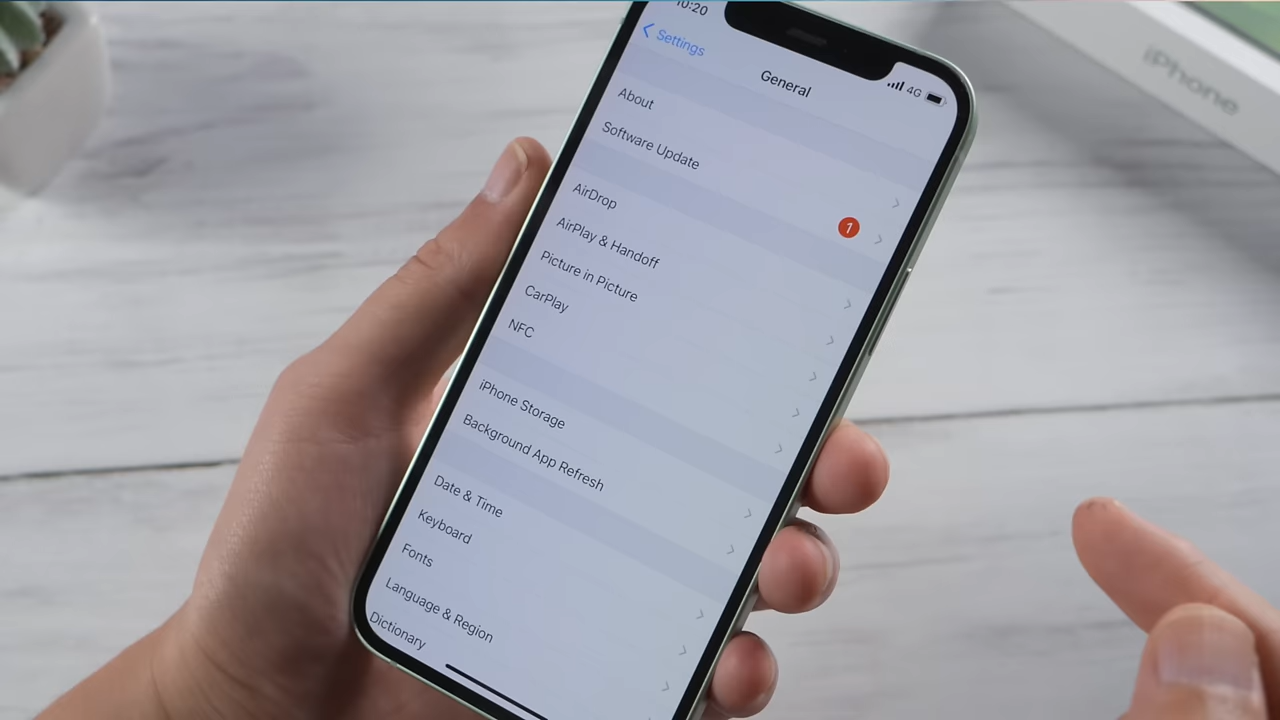 10:20
4G
Settings
General
About
Software Update
1
AirDrop
AirPlay & Handoff
Picture in Picture
CarPlay
NFC
iPhone Storage
Background App Refresh
Date & Time
Keyboard
Fonts
Language & Region
Dictionary
iPhone